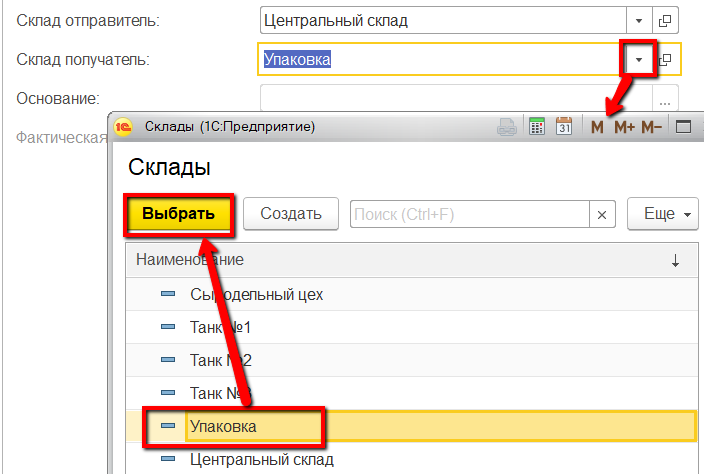 Склад отправитель: Центральный склад
Склад получатель: Упаковка
Основание: ...
Фактическая
1С Склады (1С:Предприятие) 31 M M+ M-
Склады
Выбрать Создать Поиск (Ctrl+F) × Еще
Наименование ↓
Сыродельный цех
Танк №1
Танк №2
Танк №3
Упаковка
Центральный склад